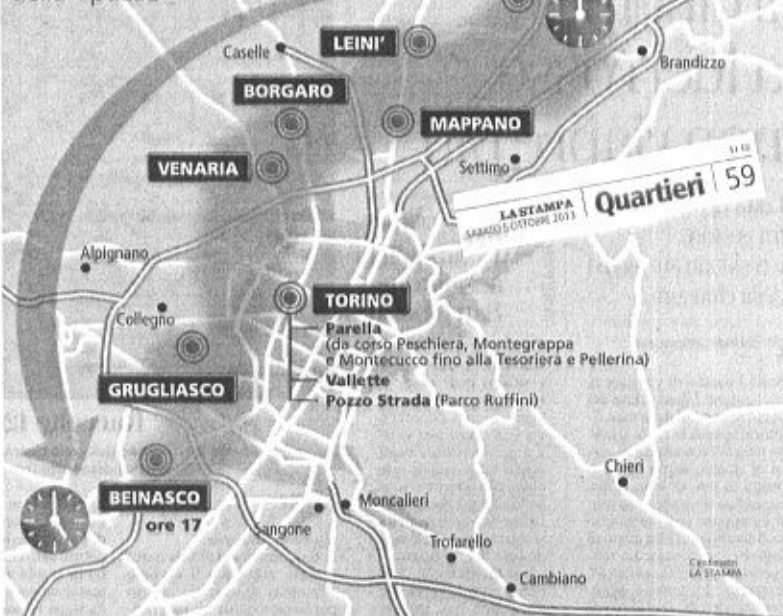 LEINI'
Caselle
Brandizzo
BORGARO
MAPPANO
VENARIA
Settimo
LA STAMPA
SABATO 5 OTTOBRE 2013
Quartieri
59
Alpignano
Collegno
TORINO
Parella
(da corso Peschiera, Montegrappa
e Montecucco fino alla Tesoriera e Pellerina)
Vallette
Pozzo Strada (Parco Ruffini)
GRUGLIASCO
BEINASCO
ore 17
Sangone
Moncalieri
Chieri
Trofarello
Cambiano
Centimetri
LA STAMPA